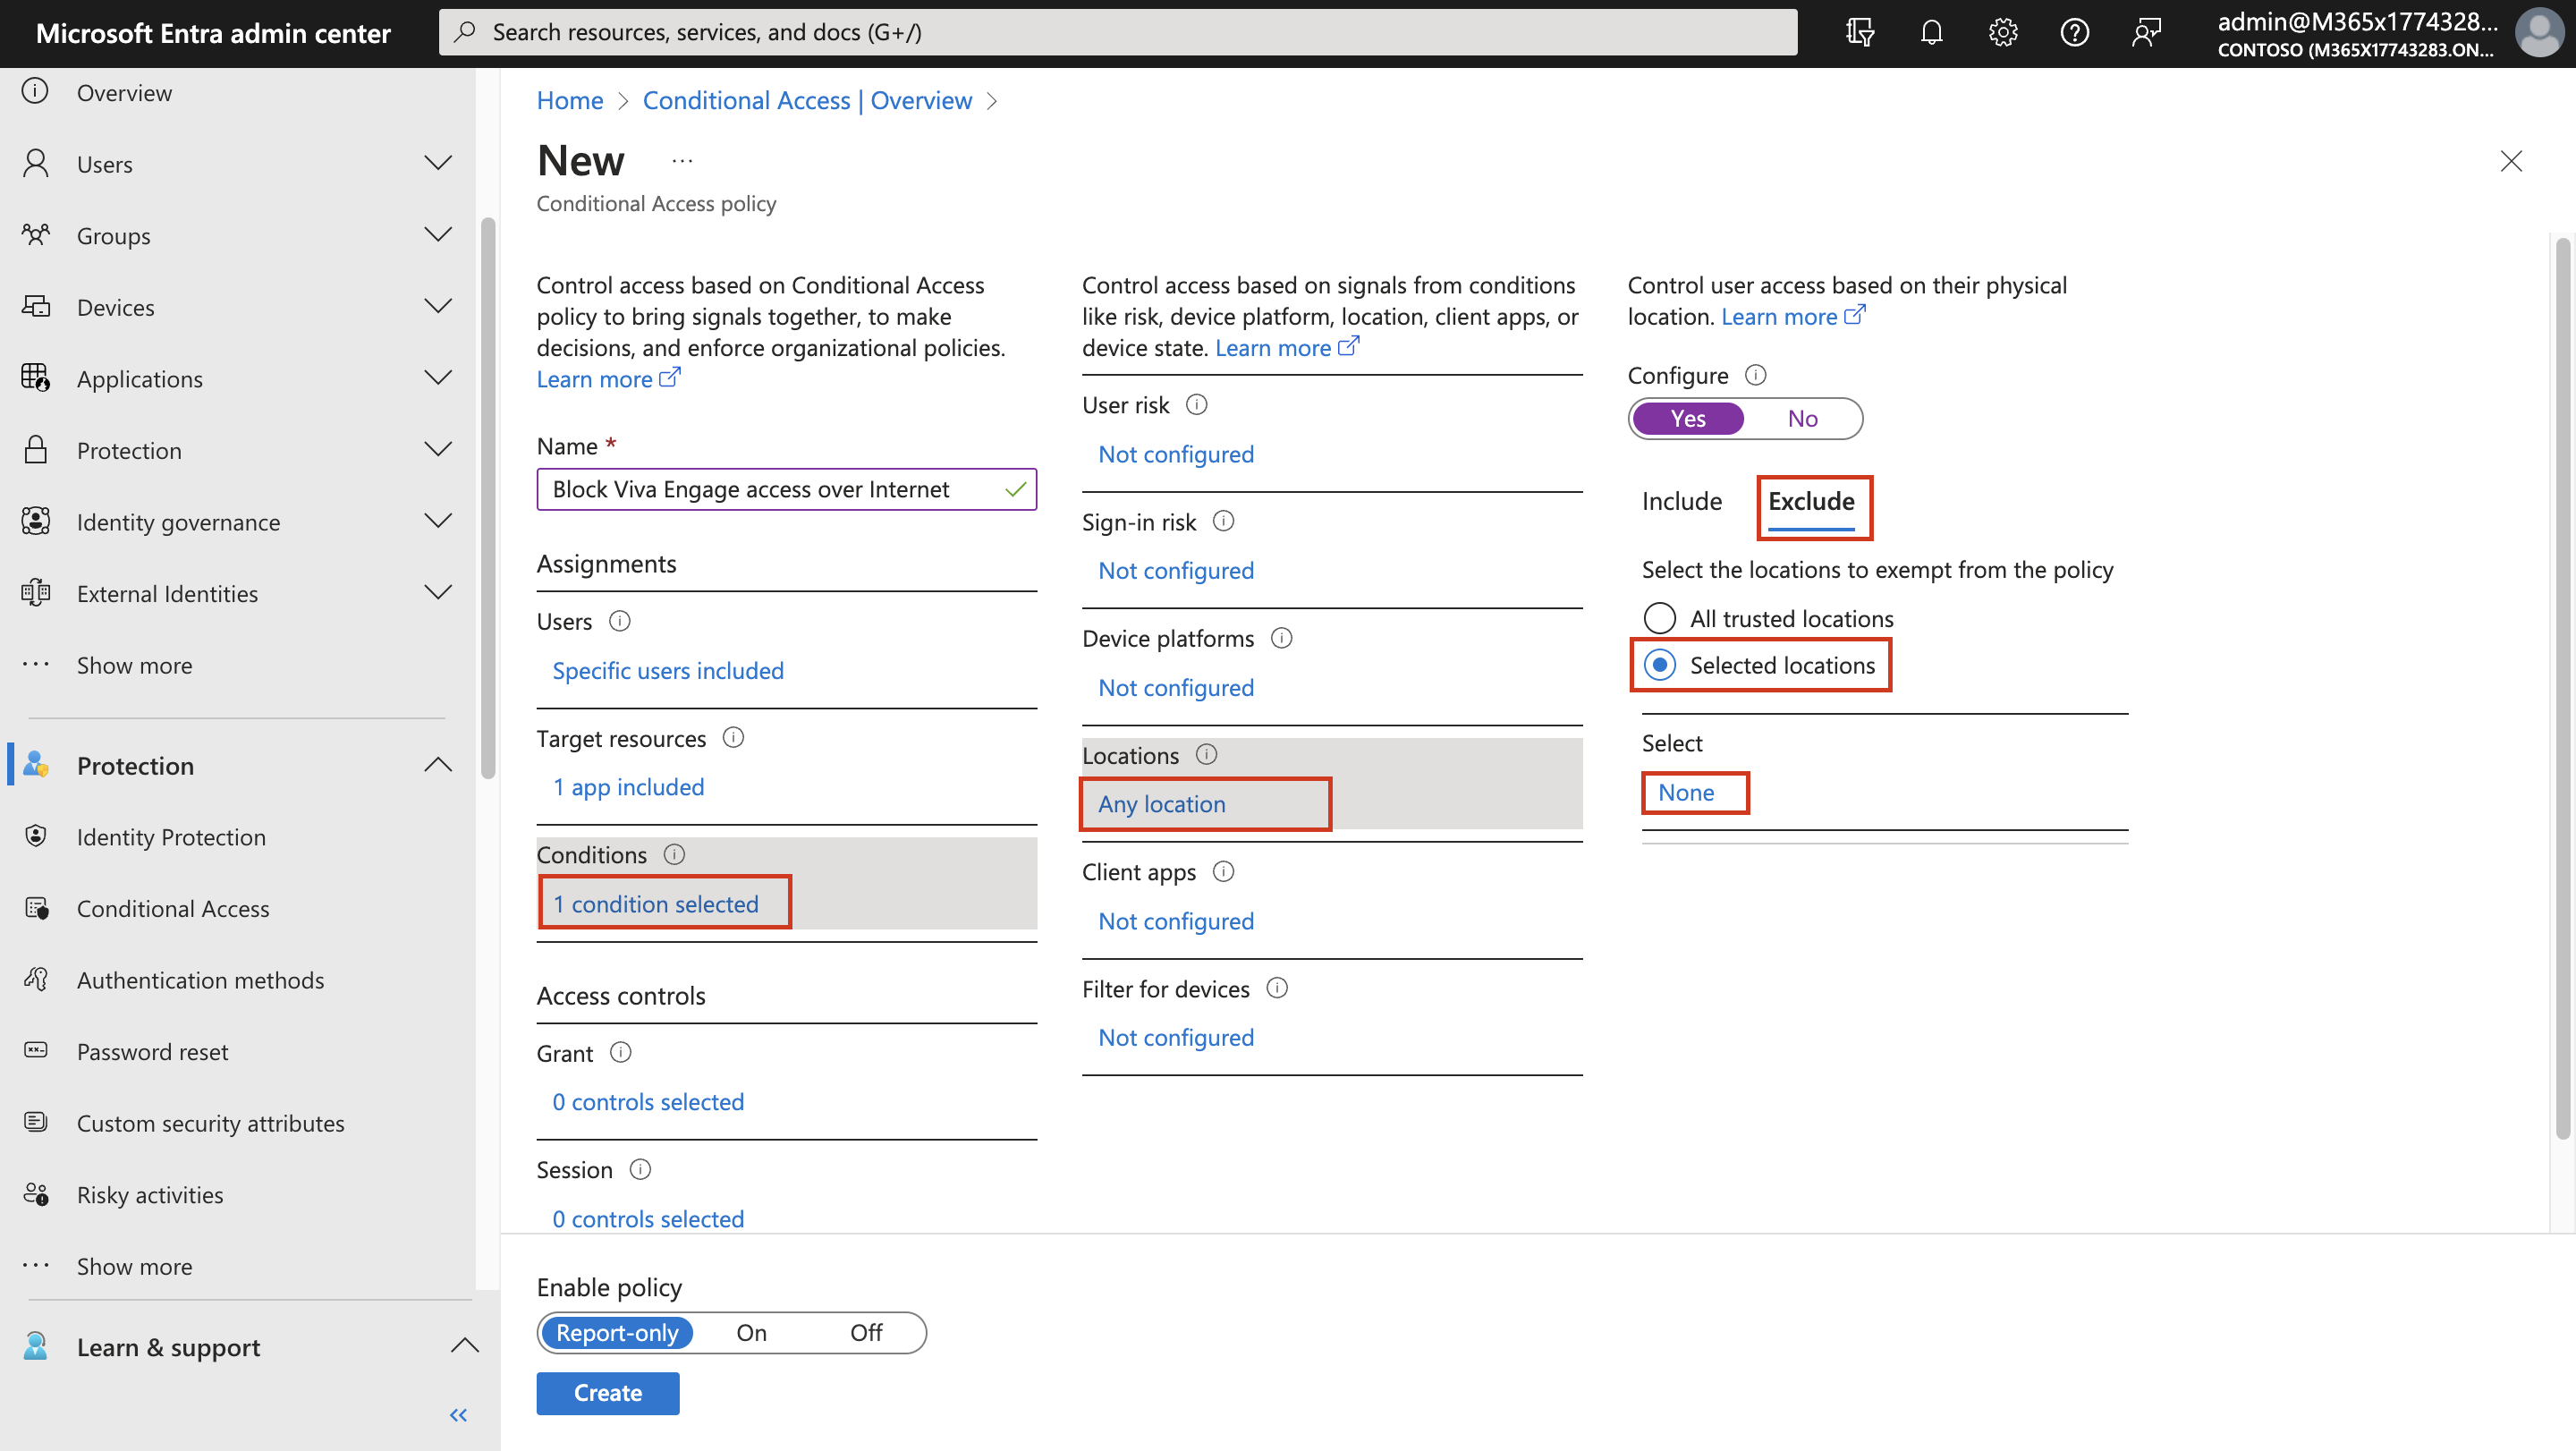 Microsoft Entra admin center
Search resources, services, and docs (G+/)
admin@M365x1774328...
CONTOSO (M365X17743283.ON...
Overview
Users
Groups
Devices
Applications
Protection
Identity governance
External Identities
Show more
Protection
Identity Protection
Conditional Access
Authentication methods
Password reset
Custom security attributes
Risky activities
Show more
Learn & support
Home > Conditional Access | Overview >
New ...
Conditional Access policy
Control access based on Conditional Access
policy to bring signals together, to make
decisions, and enforce organizational policies.
Learn more
Name *
Block Viva Engage access over Internet
Assignments
Users
Specific users included
Target resources
1 app included
Conditions
1 condition selected
Access controls
Grant
0 controls selected
Session
0 controls selected
Control access based on signals from conditions
like risk, device platform, location, client apps, or
device state. Learn more
User risk
Not configured
Sign-in risk
Not configured
Device platforms
Not configured
Locations
Any location
Client apps
Not configured
Filter for devices
Not configured
Control user access based on their physical
location. Learn more
Configure
Yes No
Include Exclude
Select the locations to exempt from the policy
All trusted locations
Selected locations
Select
None
Enable policy
Report-only On Off
Create